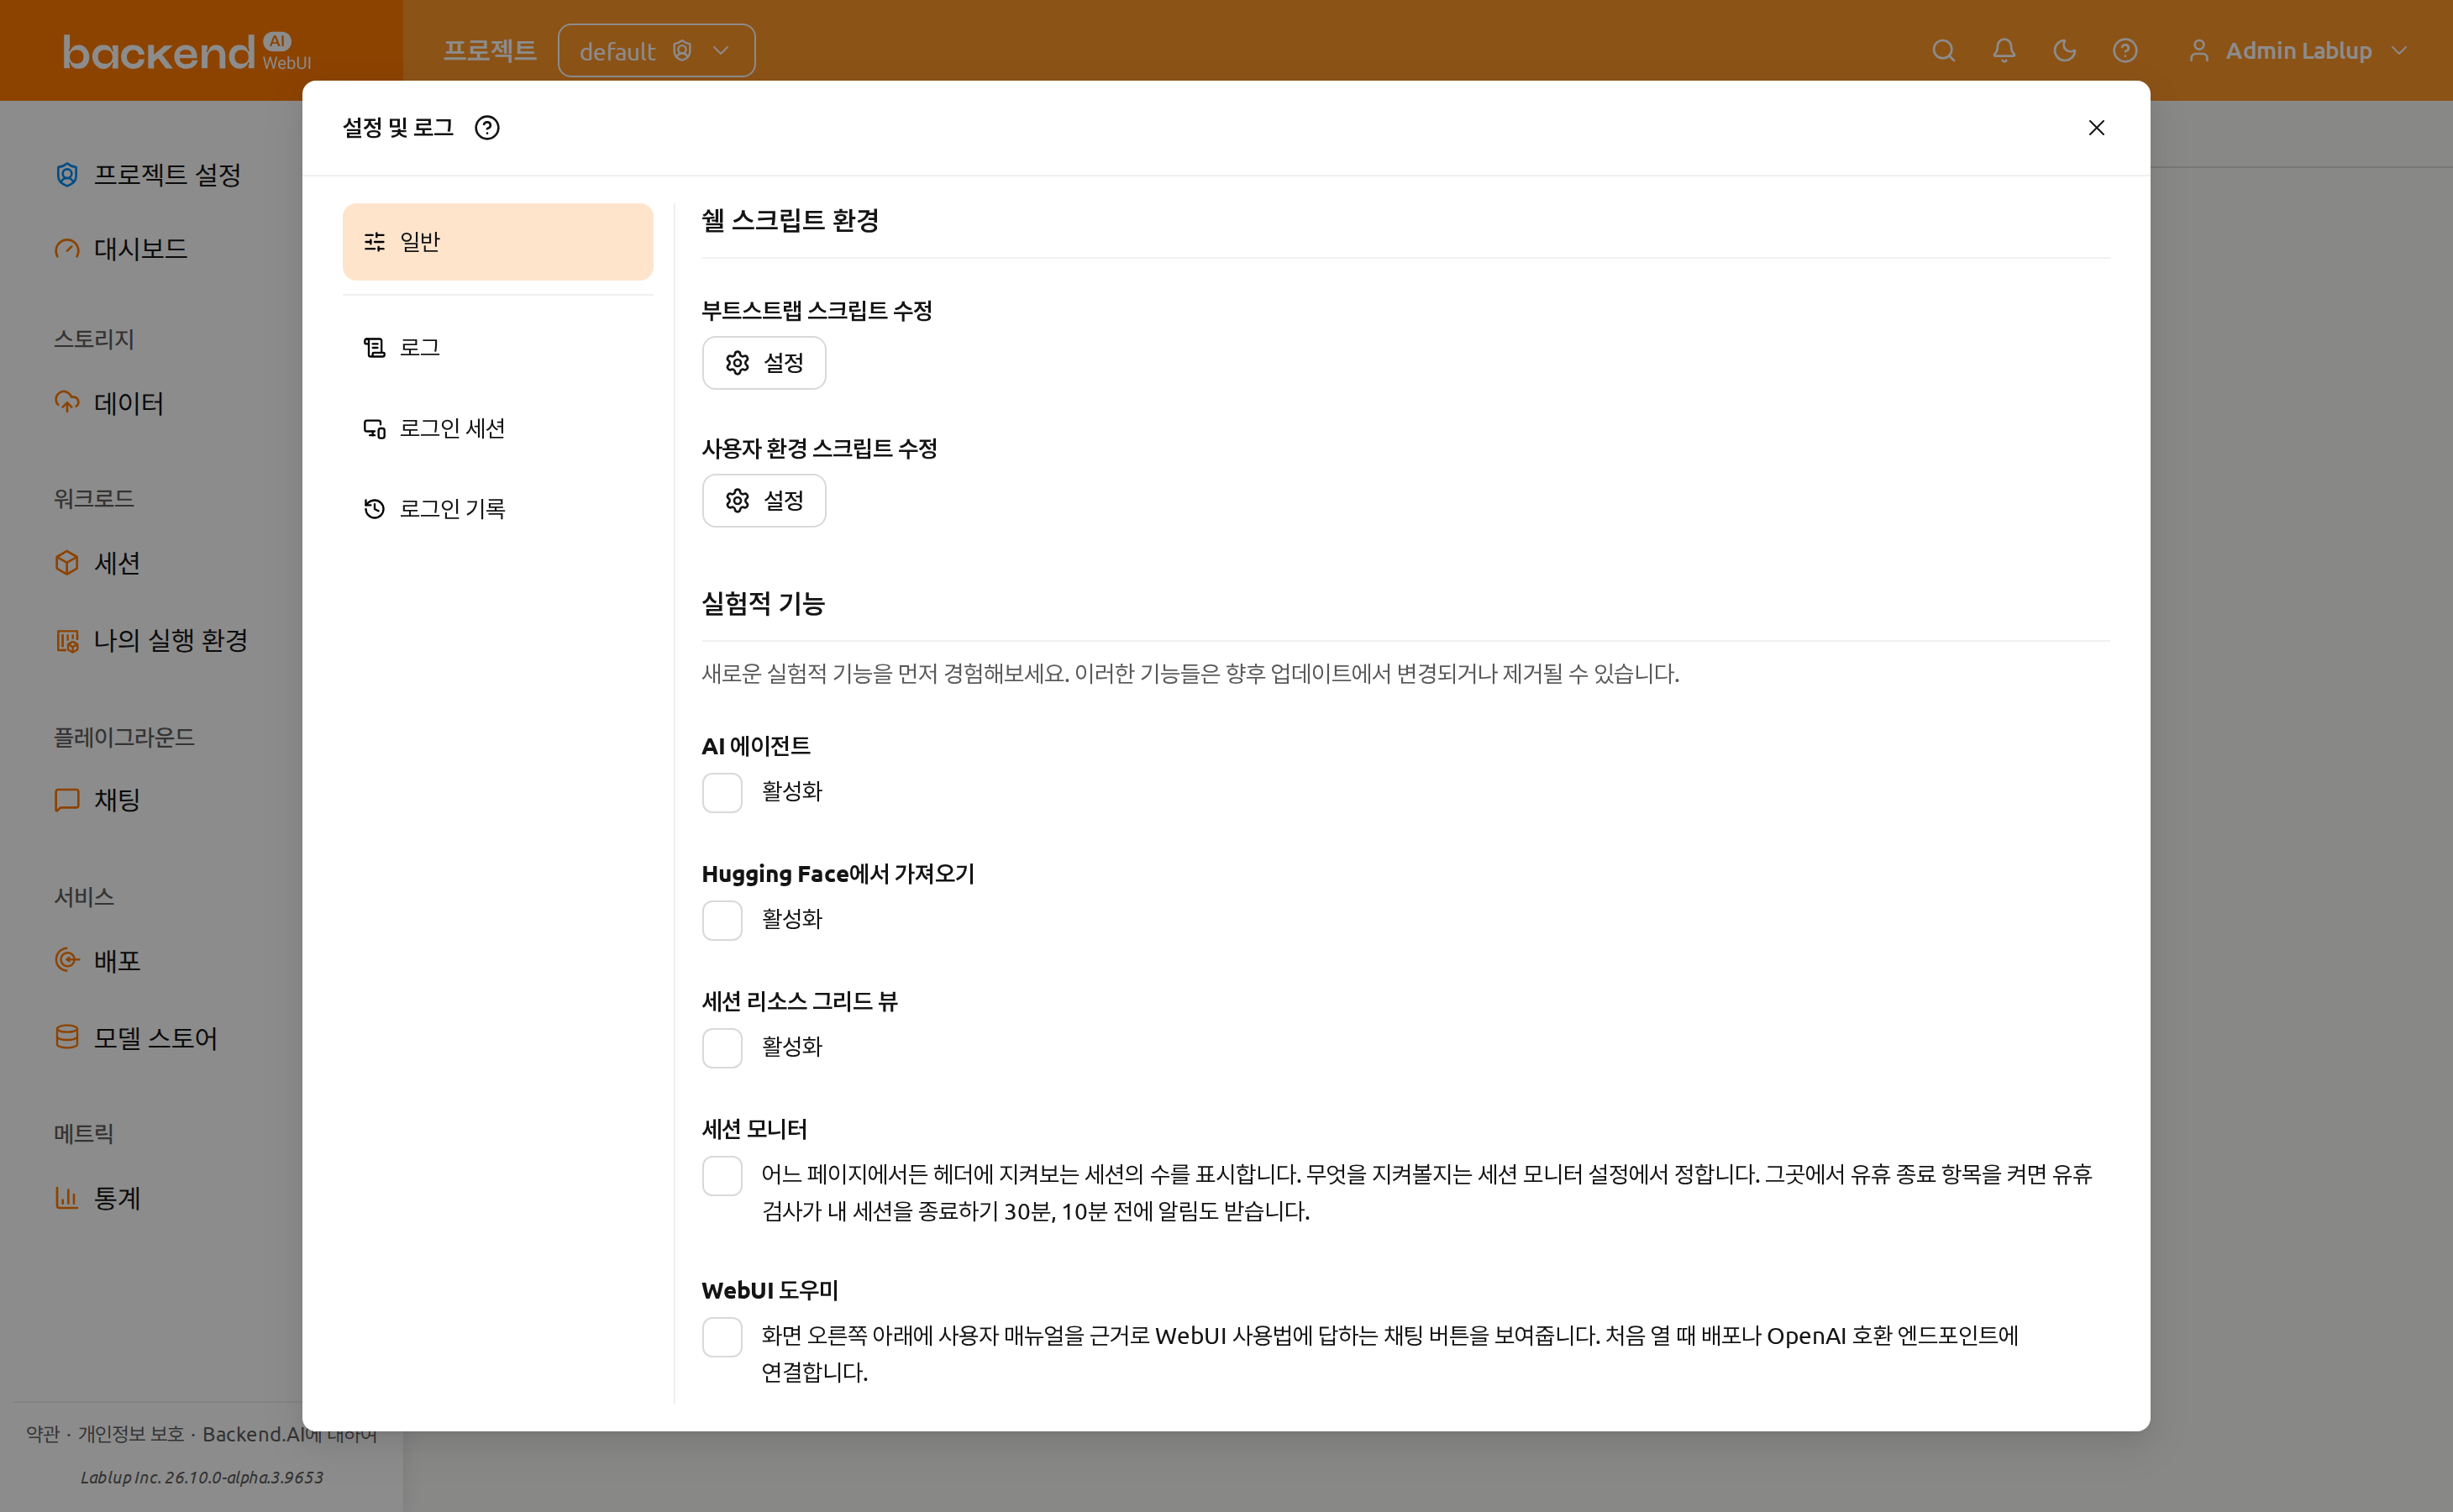 backend AI WebUI
프로젝트 default
Admin Lablup
설정 및 로그
프로젝트 설정
대시보드
스토리지
데이터
워크로드
세션
나의 실행 환경
플레이그라운드
채팅
서비스
배포
모델 스토어
메트릭
통계
약관 · 개인정보 보호 · Backend.AI에 대하여
Lablup Inc. 26.10.0-alpha.3.9653
일반
로그
로그인 세션
로그인 기록
쉘 스크립트 환경
부트스트랩 스크립트 수정
설정
사용자 환경 스크립트 수정
설정
실험적 기능
새로운 실험적 기능을 먼저 경험해보세요. 이러한 기능들은 향후 업데이트에서 변경되거나 제거될 수 있습니다.
AI 에이전트
활성화
Hugging Face에서 가져오기
활성화
세션 리소스 그리드 뷰
활성화
세션 모니터
어느 페이지에서든 헤더에 지켜보는 세션의 수를 표시합니다. 무엇을 지켜볼지는 세션 모니터 설정에서 정합니다. 그곳에서 유휴 종료 항목을 켜면 유휴
검사가 내 세션을 종료하기 30분, 10분 전에 알림도 받습니다.
WebUI 도우미
화면 오른쪽 아래에 사용자 매뉴얼을 근거로 WebUI 사용법에 답하는 채팅 버튼을 보여줍니다. 처음 열 때 배포나 OpenAI 호환 엔드포인트에
연결합니다.